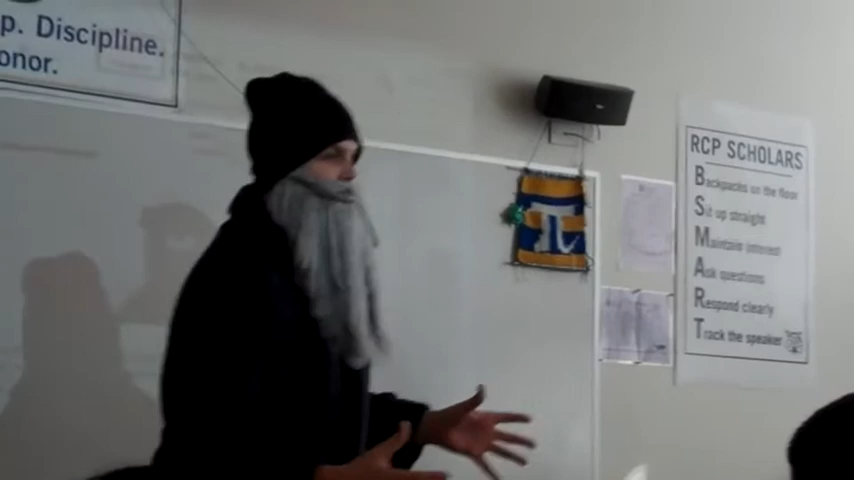 p. Discipline.
onor.
π
RCP SCHOLARS
Backpacks on the floor
Sit up straight
Maintain interest
Ask questions
Respond clearly
Track the speaker